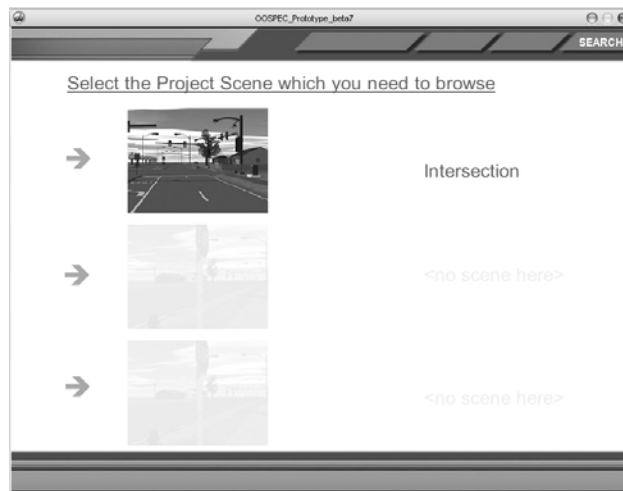 OOSPEC_Prototype_beta7
SEARCH
Select the Project Scene which you need to browse
Intersection
<no scene here>
<no scene here>